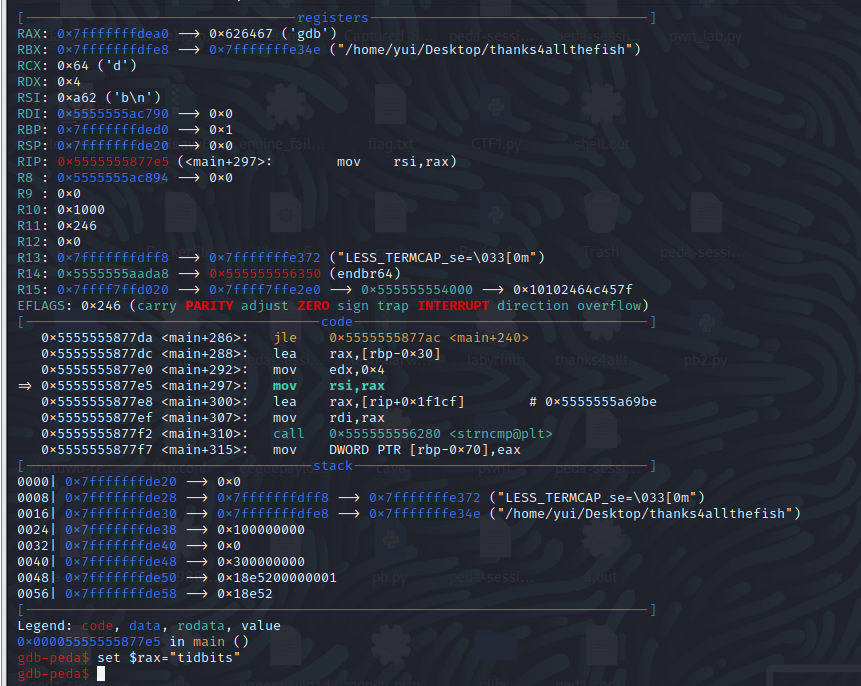 [----------------------------------registers-----------------------------------]
RAX: 0x7fffffffdea0 --> 0x626467 ('gdb')
RBX: 0x7fffffffdfe8 --> 0x7fffffffe34e ("/home/yui/Desktop/thanks4allthefish")
RCX: 0x64 ('d')
RDX: 0x4
RSI: 0xa62 ('b\n')
RDI: 0x5555555ac790 --> 0x0
RBP: 0x7fffffffded0 --> 0x1
RSP: 0x7fffffffde20 --> 0x0
RIP: 0x5555555877e5 (<main+297>: mov rsi,rax)
R8 : 0x5555555ac894 --> 0x0
R9 : 0x0
R10: 0x1000
R11: 0x246
R12: 0x0
R13: 0x7fffffffdff8 --> 0x7fffffffe372 ("LESS_TERMCAP_se=\033[0m")
R14: 0x5555555aada8 --> 0x555555556350 (endbr64)
R15: 0x7ffff7ffd020 --> 0x7ffff7ffe2e0 --> 0x555555554000 --> 0x10102464c457f
EFLAGS: 0x246 (carry PARITY adjust ZERO sign trap INTERRUPT direction overflow)
[-------------------------------------code-------------------------------------]
0x5555555877da <main+286>: jle 0x5555555877ac <main+240>
0x5555555877dc <main+288>: lea rax,[rbp-0x30]
0x5555555877e0 <main+292>: mov edx,0x4
=> 0x5555555877e5 <main+297>: mov rsi,rax
0x5555555877e8 <main+300>: lea rax,[rip+0x1f1cf] # 0x5555555a69be
0x5555555877ef <main+307>: mov rdi,rax
0x5555555877f2 <main+310>: call 0x555555556280 <strncmp@plt>
0x5555555877f7 <main+315>: mov DWORD PTR [rbp-0x70],eax
[------------------------------------stack-------------------------------------]
0000| 0x7fffffffde20 --> 0x0
0008| 0x7fffffffde28 --> 0x7fffffffdff8 --> 0x7fffffffe372 ("LESS_TERMCAP_se=\033[0m")
0016| 0x7fffffffde30 --> 0x7fffffffdfe8 --> 0x7fffffffe34e ("/home/yui/Desktop/thanks4allthefish")
0024| 0x7fffffffde38 --> 0x100000000
0032| 0x7fffffffde40 --> 0x0
0040| 0x7fffffffde48 --> 0x300000000
0048| 0x7fffffffde50 --> 0x18e5200000001
0056| 0x7fffffffde58 --> 0x18e52
[------------------------------------------------------------------------------]
Legend: code, data, rodata, value
0x00005555555877e5 in main ()
gdb-peda$ set $rax="tidbits"
gdb-peda$